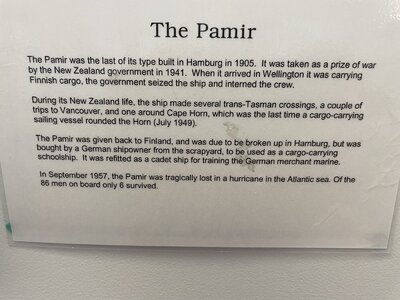 The Pamir
The Pamir was the last of its type built in Hamburg in 1905. It was taken as a prize of war
by the New Zealand government in 1941. When it arrived in Wellington it was carrying
Finnish cargo, the government seized the ship and interned the crew.
During its New Zealand life, the ship made several trans-Tasman crossings, a couple of
trips to Vancouver, and one around Cape Horn, which was the last time a cargo-carrying
sailing vessel rounded the Horn (July 1949).
The Pamir was given back to Finland, and was due to be broken up in Hamburg, but was
bought by a German shipowner from the scrapyard, to be used as a cargo-carrying
schoolship. It was refitted as a cadet ship for training the German merchant marine.
In September 1957, the Pamir was tragically lost in a hurricane in the Atlantic sea. Of the
86 men on board only 6 survived.